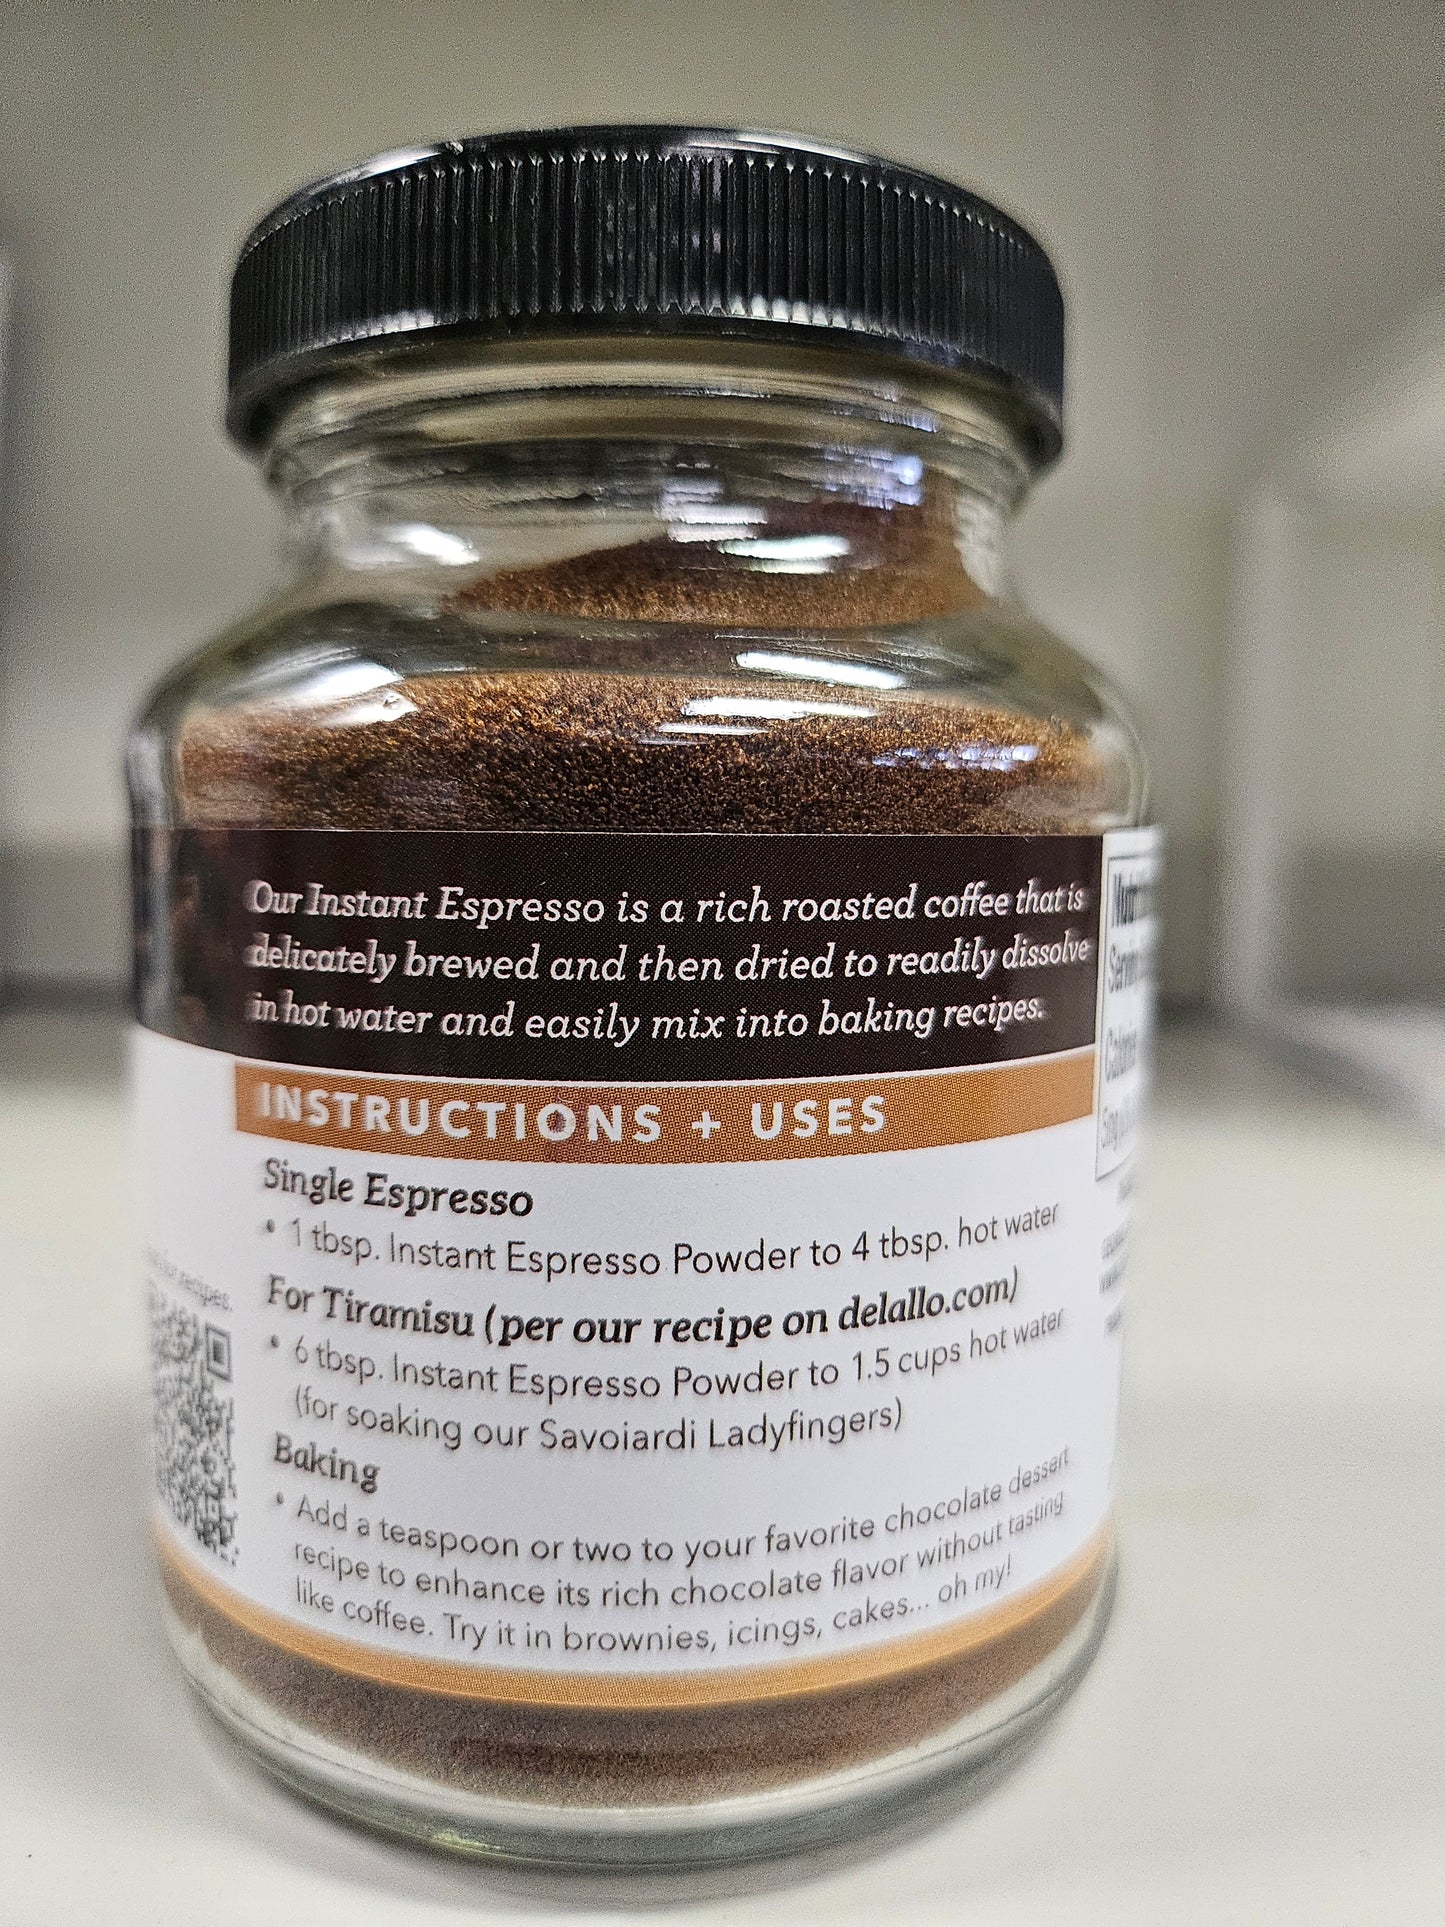 Our Instant Espresso is a rich roasted coffee that is
delicately brewed and then dried to readily dissolve
in hot water and easily mix into baking recipes.
INSTRUCTIONS + USES
Single Espresso
• 1 tbsp. Instant Espresso Powder to 4 tbsp. hot water
For Tiramisu (per our recipe on delallo.com)
• 6 tbsp. Instant Espresso Powder to 1.5 cups hot water
(for soaking our Savoiardi Ladyfingers)
Baking
• Add a teaspoon or two to your favorite chocolate dessert
recipe to enhance its rich chocolate flavor without tasting
like coffee. Try it in brownies, icings, cakes... oh my!
recipes.